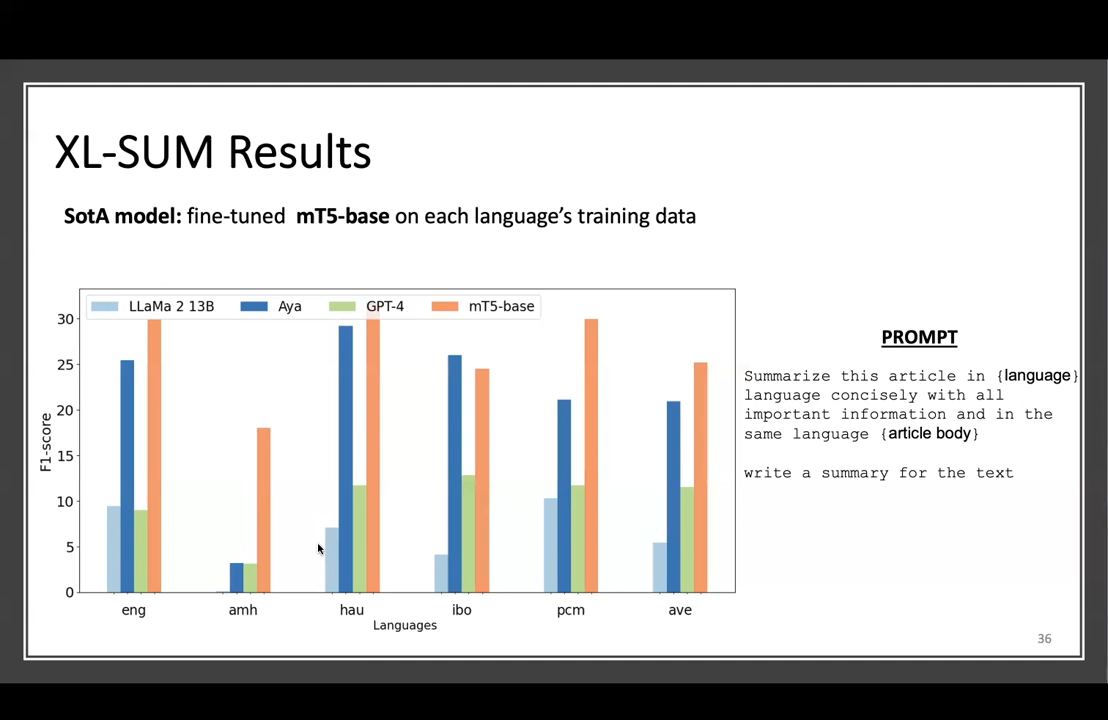 XL-SUM Results
SotA model: fine-tuned mT5-base on each language's training data
LLaMa 2 13B Aya GPT-4 mT5-base
30
25
20
15
10
5
0
F1-score
eng amh hau ibo pcm ave
Languages
PROMPT
Summarize this article in {language}
language concisely with all
important information and in the
same language {article body}
write a summary for the text
36